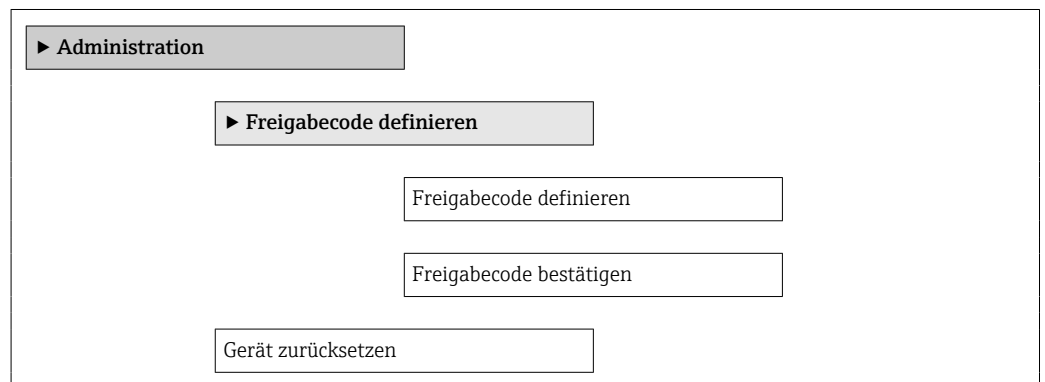 ▶ Administration
▶ Freigabecode definieren
Freigabecode definieren
Freigabecode bestätigen
Gerät zurücksetzen